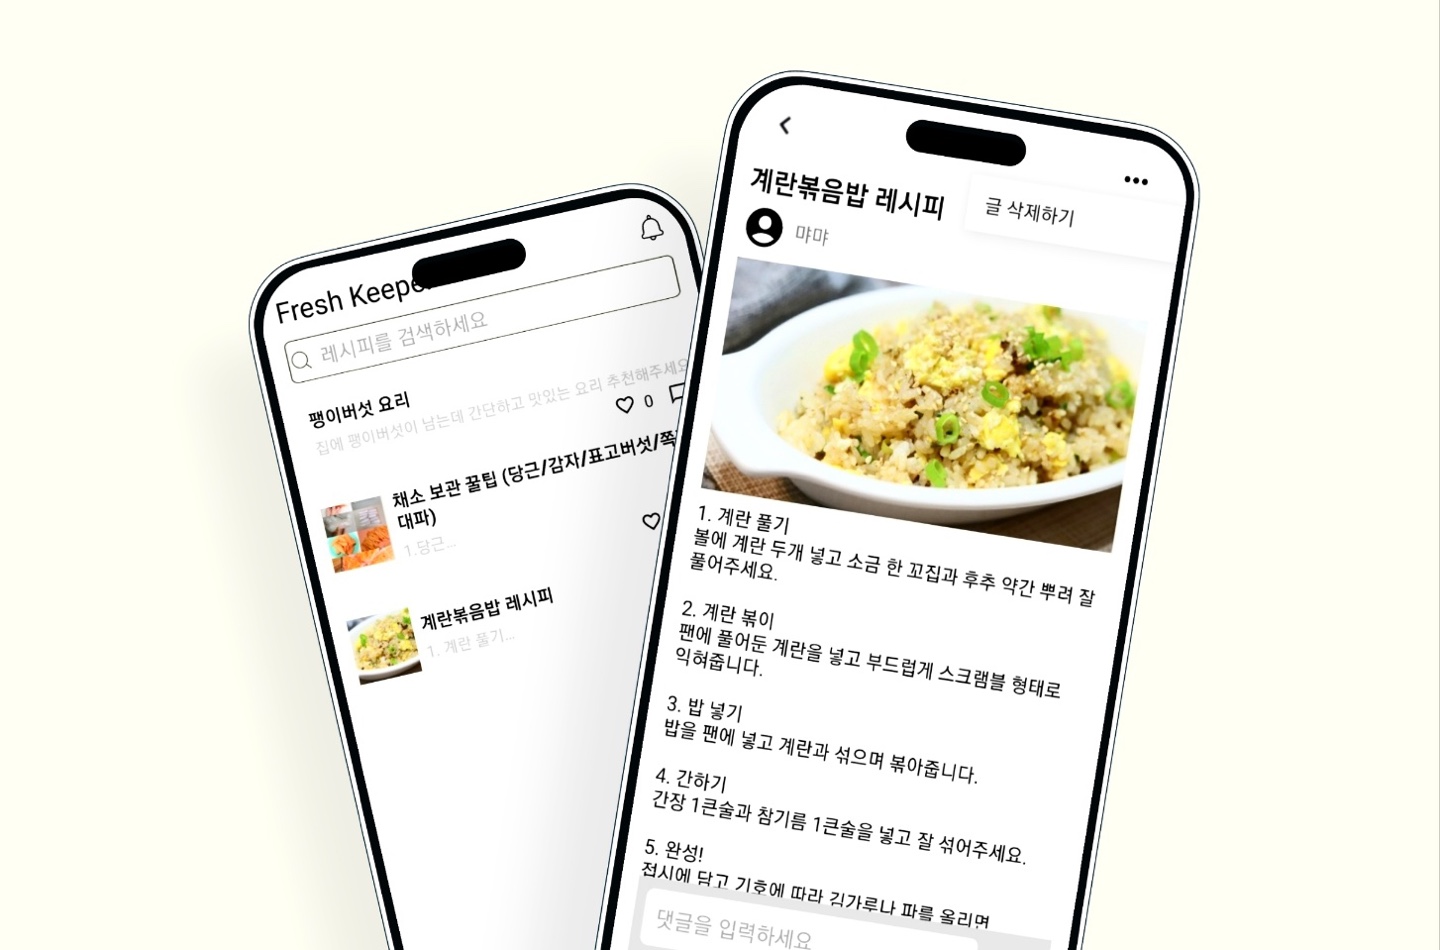 Fresh Keepe
레시피를 검색하세요
팽이버섯 요리
집에 팽이버섯이 남는데 간단하고 맛있는 요리 추천해주세요
0
채소 보관 꿀팁 (당근/감자/표고버섯/쪽
대파)
1.당근...
계란볶음밥 레시피
1. 계란 풀기...
계란볶음밥 레시피
글 삭제하기
먀먀
1. 계란 풀기
볼에 계란 두개 넣고 소금 한 꼬집과 후추 약간 뿌려 잘
풀어주세요.
2. 계란 볶이
팬에 풀어둔 계란을 넣고 부드럽게 스크램블 형태로
익혀줍니다.
3. 밥 넣기
밥을 팬에 넣고 계란과 섞으며 볶아줍니다.
4. 간하기
간장 1큰술과 참기름 1큰술을 넣고 잘 섞어주세요.
5. 완성!
접시에 담고 기호에 따라 김가루나 파를 올리면
댓글을 입력하세요